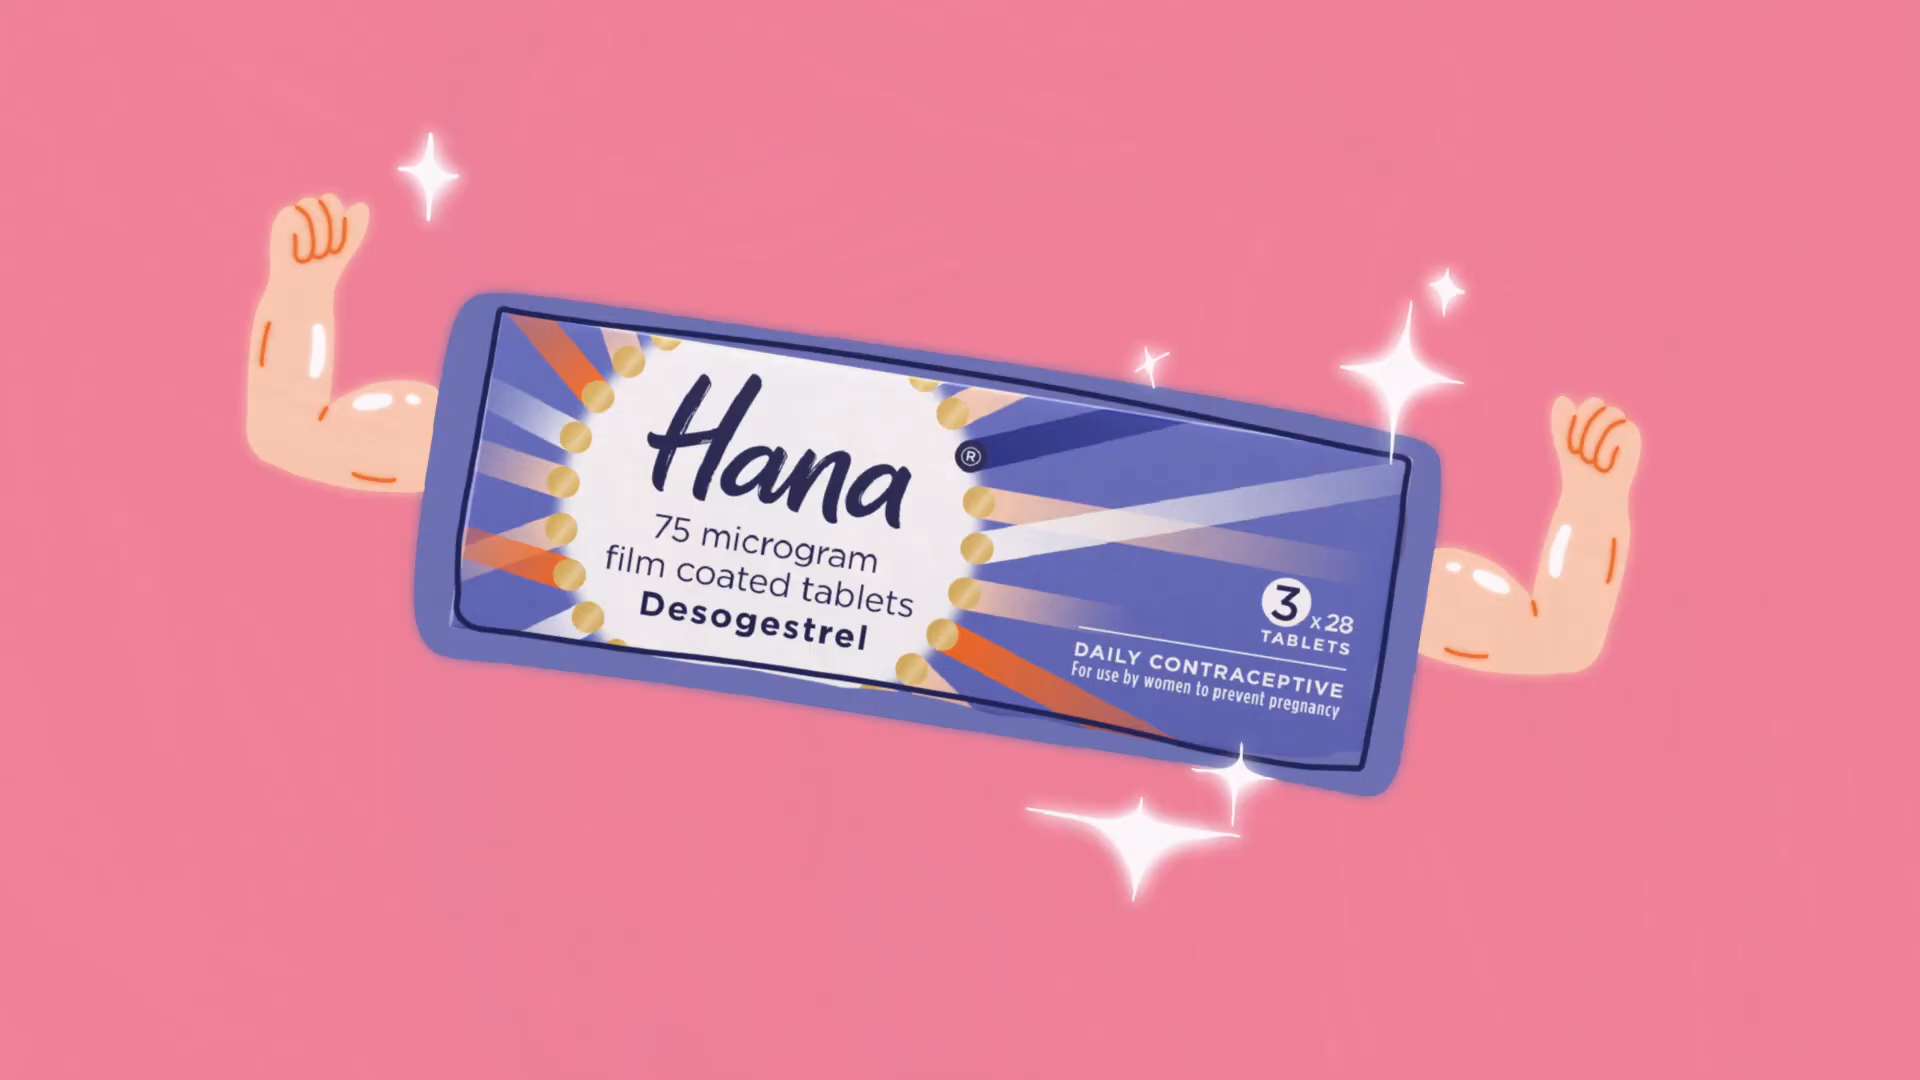 Hana
®
75 microgram
film coated tablets
Desogestrel
3 x 28
TABLETS
DAILY CONTRACEPTIVE
For use by women to prevent pregnancy